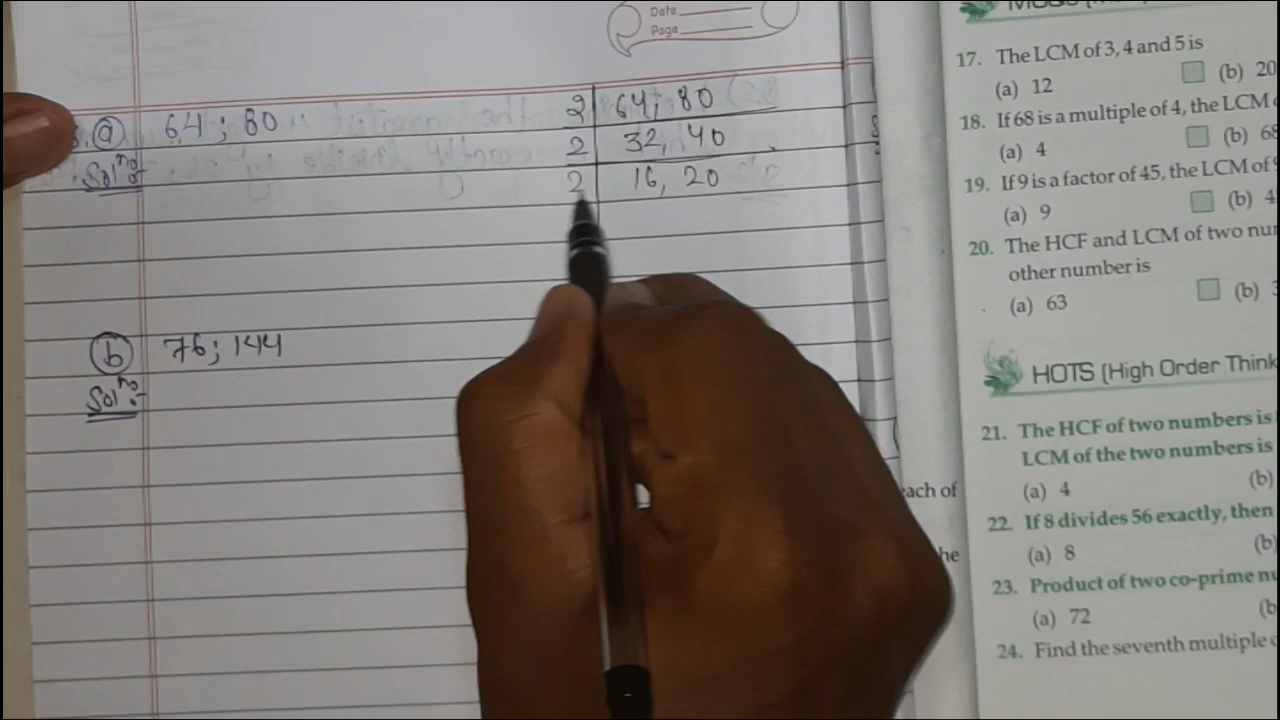 Date
Page
a 64; 80
Sol no:-
2 64; 80
2 32, 40
2 16, 20
b 76; 144
Sol no:-
17. The LCM of 3, 4 and 5 is
(a) 12 (b) 20
18. If 68 is a multiple of 4, the LCM
(a) 4 (b) 68
19. If 9 is a factor of 45, the LCM of
(a) 9 (b) 4
20. The HCF and LCM of two
other number is
(a) 63 (b) 3
HOTS (High Order Think
21. The HCF of two numbers is
LCM of the two numbers is
(a) 4 (b)
each of
22. If 8 divides 56 exactly, then
(a) 8 (b)
he
23. Product of two co-prime
(a) 72 (b
24. Find the seventh multiple